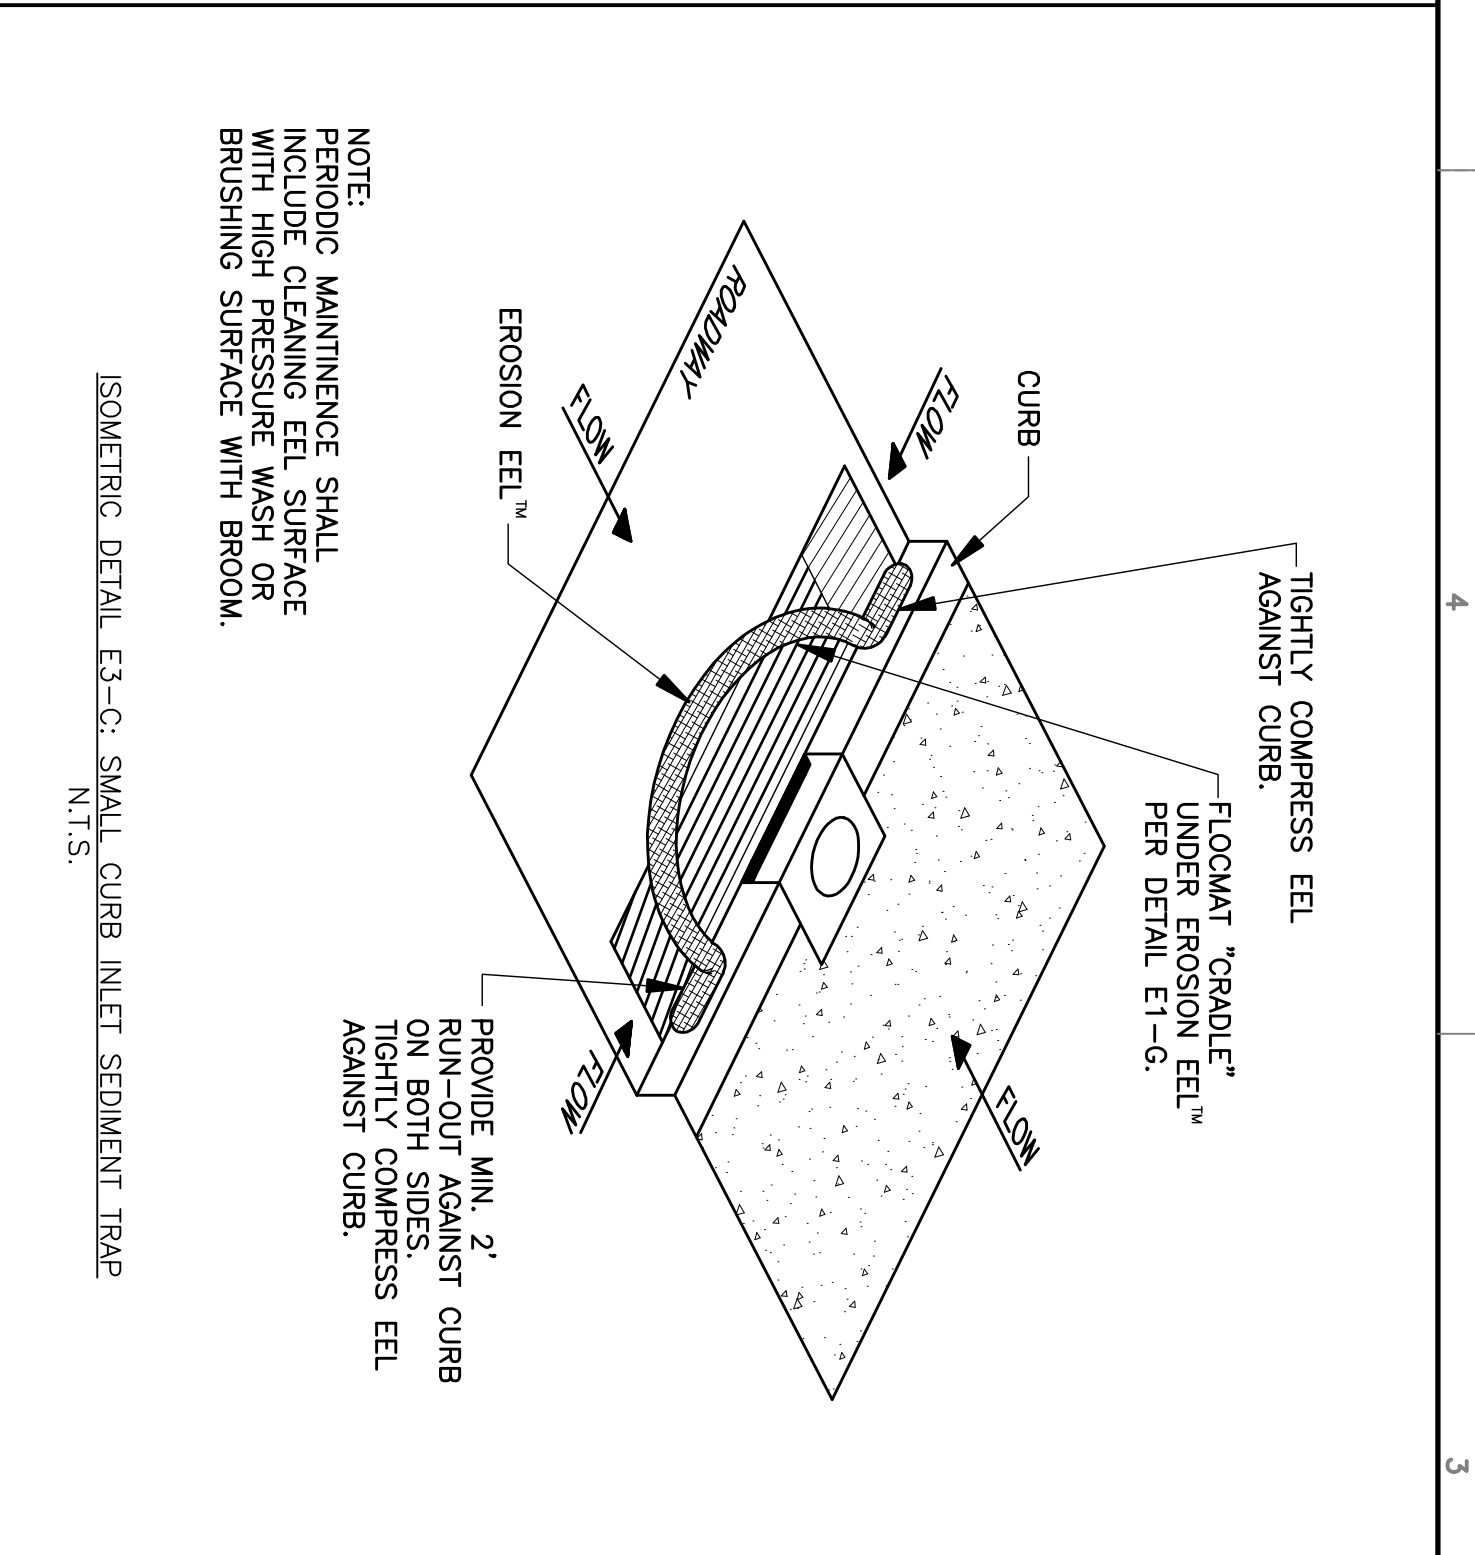 4
3
TIGHTLY COMPRESS EEL
AGAINST CURB.
FLOCMAT "CRADLE"
UNDER EROSION EEL™
PER DETAIL E1-G.
CURB
FLOW
FLOW
ROADWAY
EROSION EEL™
FLOW
FLOW
PROVIDE MIN. 2'
RUN-OUT AGAINST CURB
ON BOTH SIDES.
TIGHTLY COMPRESS EEL
AGAINST CURB.
NOTE:
PERIODIC MAINTINENCE SHALL
INCLUDE CLEANING EEL SURFACE
WITH HIGH PRESSURE WASH OR
BRUSHING SURFACE WITH BROOM.
ISOMETRIC DETAIL E3-C: SMALL CURB INLET SEDIMENT TRAP
N.T.S.